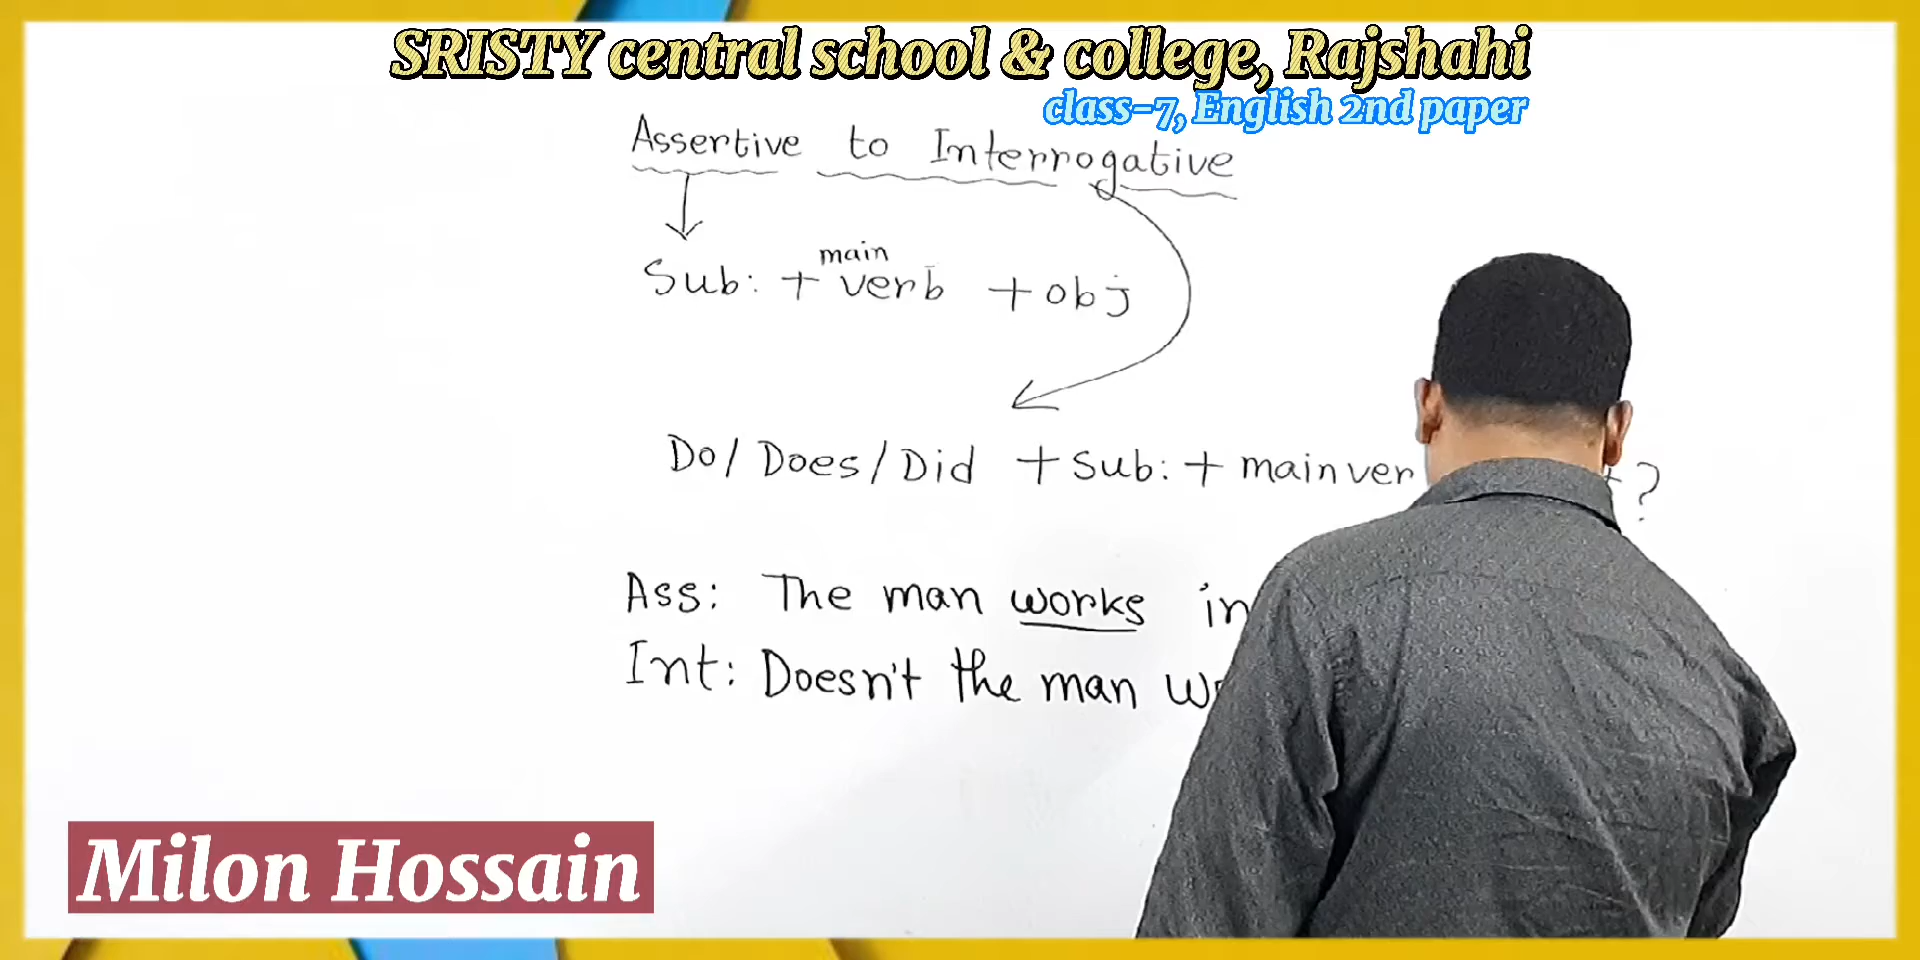 SRISTY central school & college, Rajshahi
class-7, English 2nd paper
Assertive to Interrogative
main
Sub: + verb + obj
Do/ Does/ Did + Sub: + main ver + ?
Ass: The man works in
Int: Doesn't the man
Milon Hossain